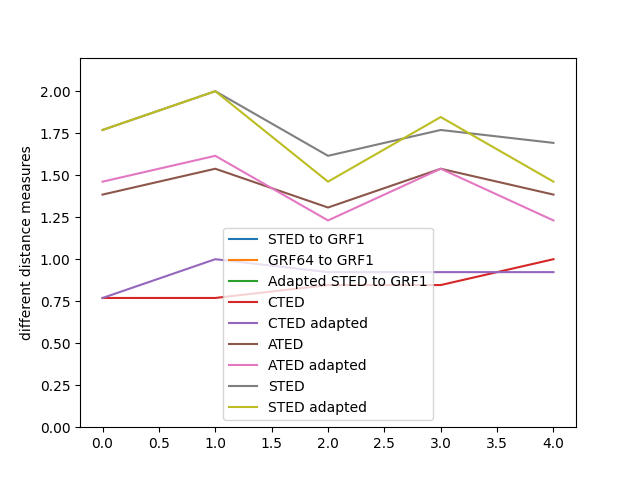 different distance measures
2.00
1.75
1.50
1.25
1.00
0.75
0.50
0.25
0.00
STED to GRF1
GRF64 to GRF1
Adapted STED to GRF1
CTED
CTED adapted
ATED
ATED adapted
STED
STED adapted
0.0 0.5 1.0 1.5 2.0 2.5 3.0 3.5 4.0